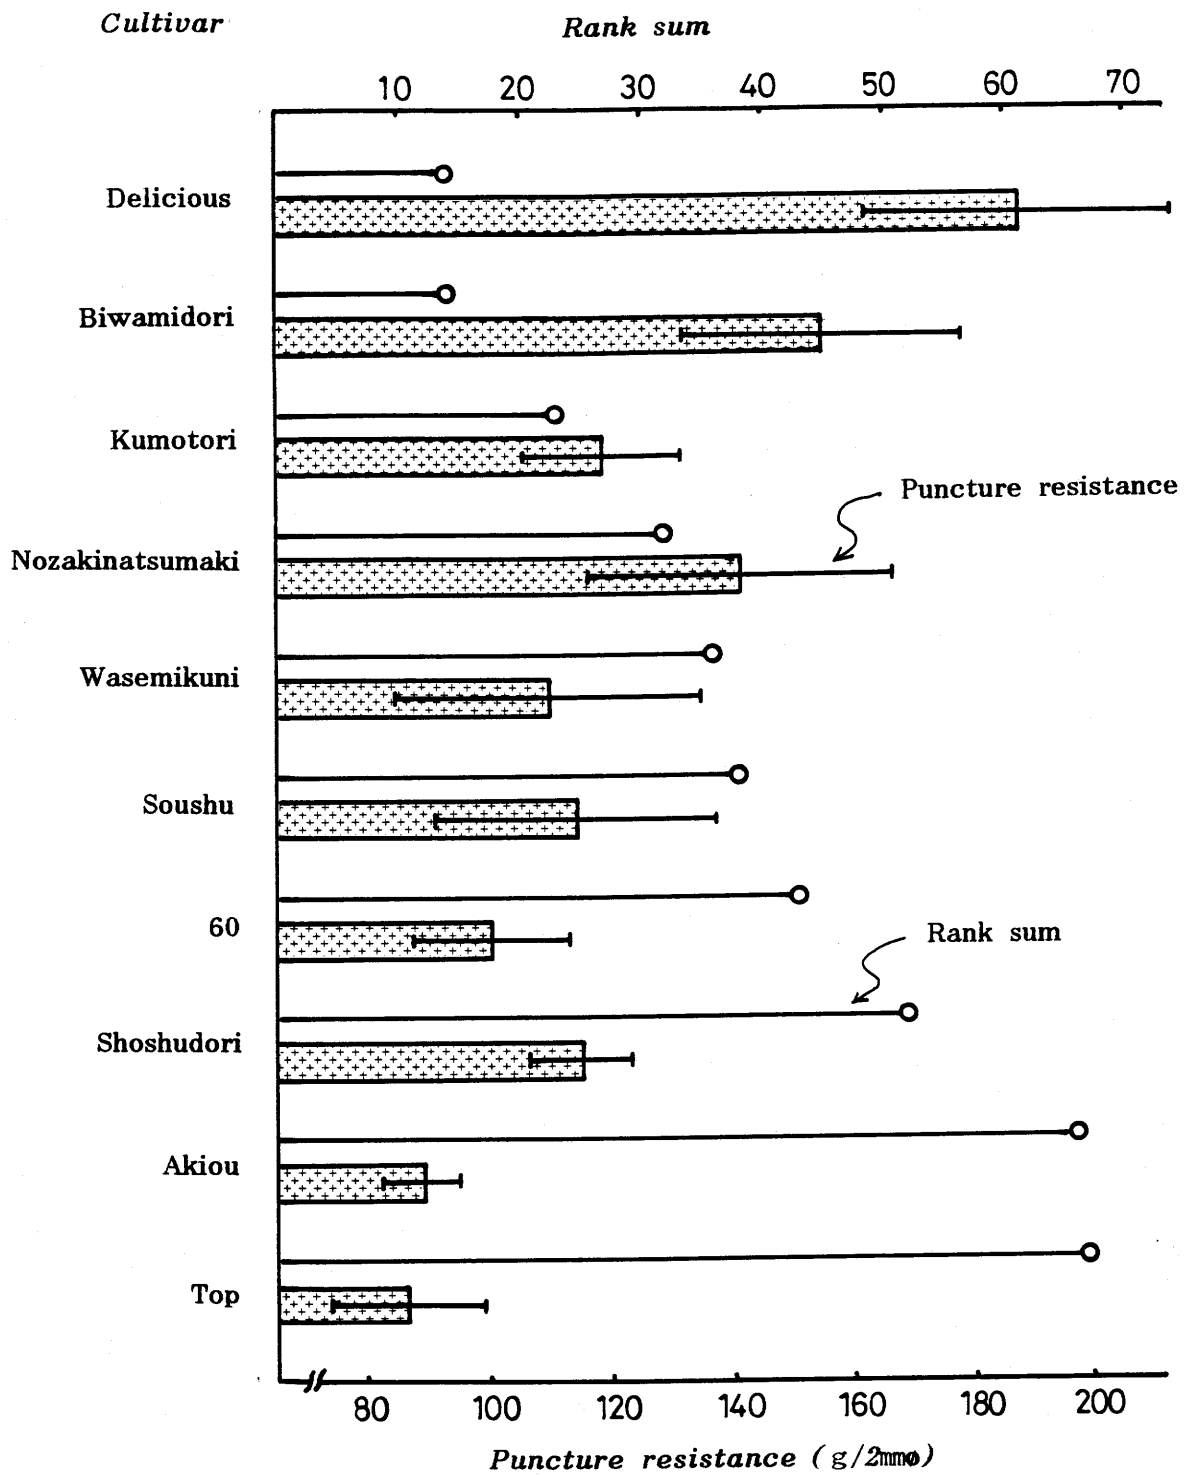 Cultivar Rank sum
10 20 30 40 50 60 70
Delicious
Biwamidori
Kumotori
Puncture resistance
Nozakinatsumaki
Wasemikuni
Soushu
60
Rank sum
Shoshudori
Akiou
Top
80 100 120 140 160 180 200
Puncture resistance (g/2mmø)